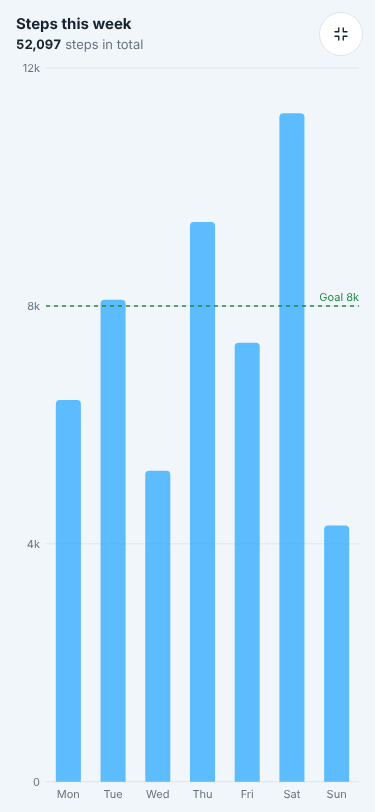 Steps this week
52,097 steps in total
12k
Goal 8k
8k
4k
0
Mon Tue Wed Thu Fri Sat Sun